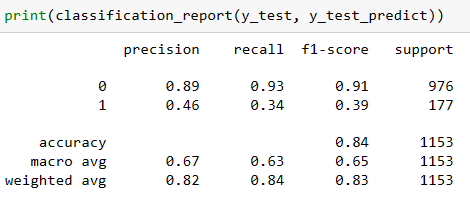 print(classification_report(y_test, y_test_predict))
precision recall f1-score support
0 0.89 0.93 0.91 976
1 0.46 0.34 0.39 177
accuracy 0.84 1153
macro avg 0.67 0.63 0.65 1153
weighted avg 0.82 0.84 0.83 1153